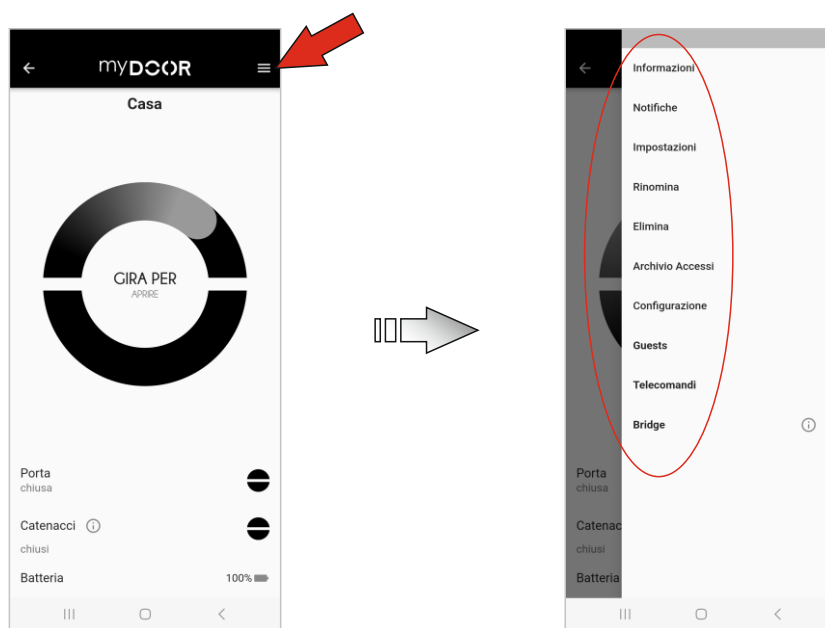 myDOOR
Casa
GIRA PER
APRIRE
Porta
chiusa
Catenacci
chiusi
Batteria
100%
Informazioni
Notifiche
Impostazioni
Rinomina
Elimina
Archivio Accessi
Configurazione
Guests
Telecomandi
Bridge
Porta
chiusa
Catenac
chiusi
Batteria